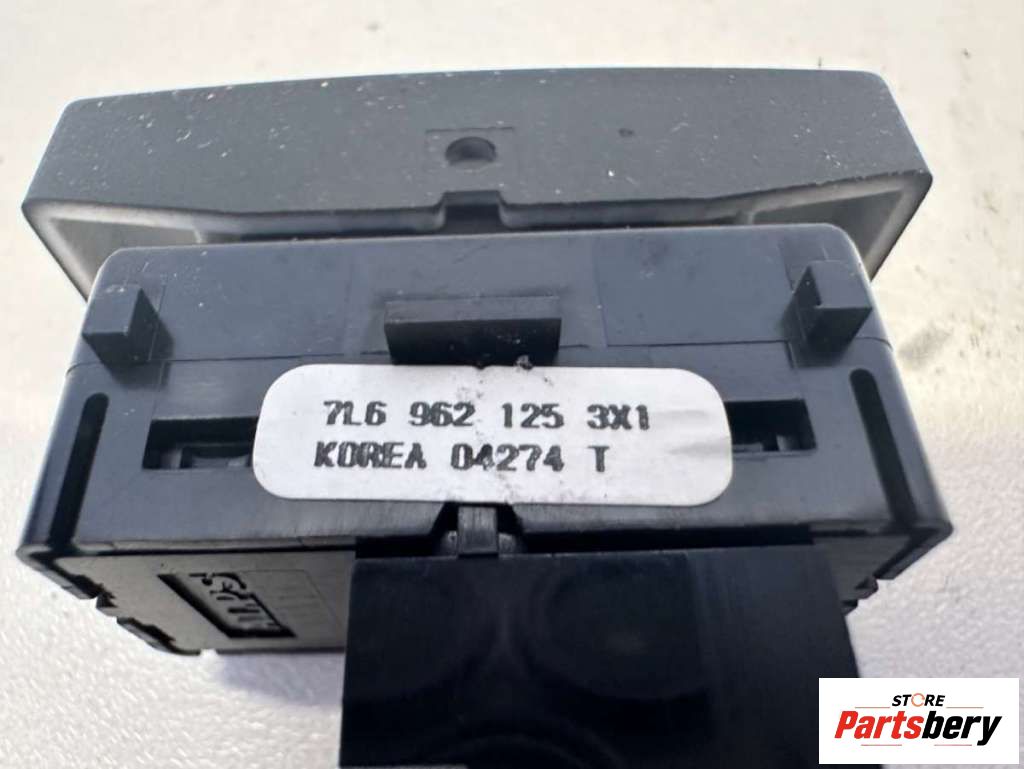 7L6 962 125 3X1
KOREA 04274 T
STORE
Partsbery